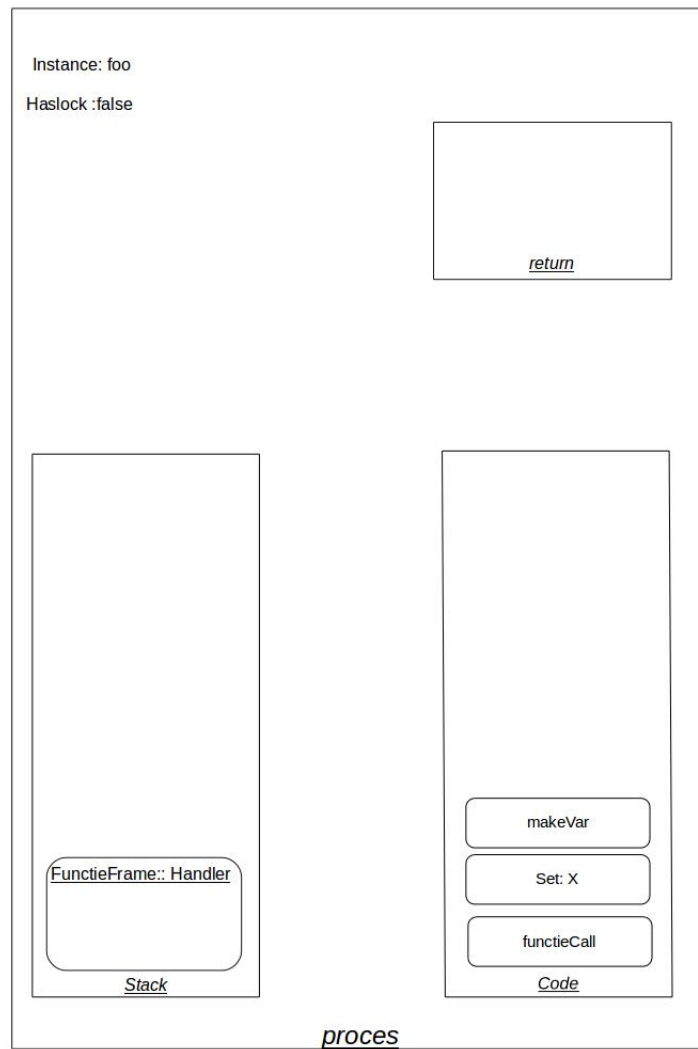 Instance: foo
Haslock :false
return
makeVar
FunctieFrame:: Handler
Set: X
functieCall
Stack
Code
proces